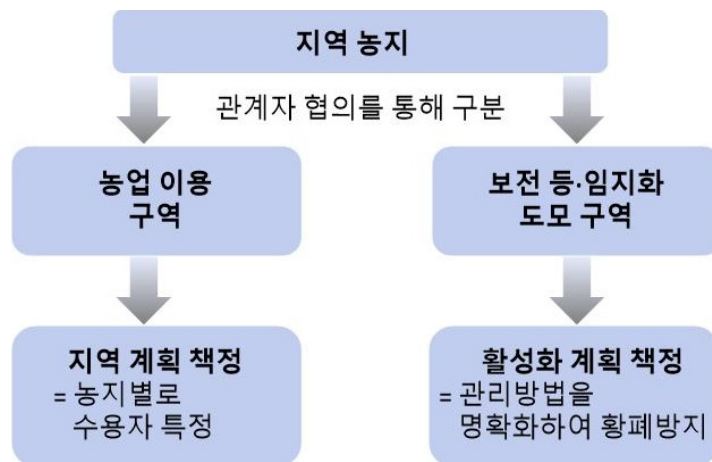 지역 농지
관계자 협의를 통해 구분
농업 이용
구역
보전 등·임지화
도모 구역
지역 계획 책정
= 농지별로
수용자 특정
활성화 계획 책정
= 관리방법을
명확화하여 황폐방지